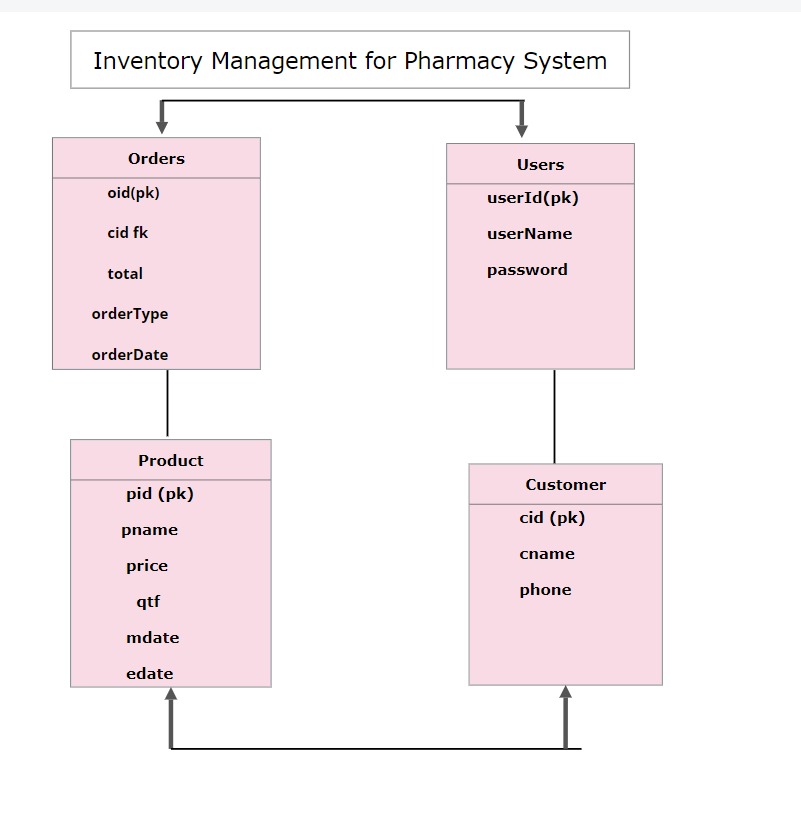 Inventory Management for Pharmacy System
Orders
oid(pk)
cid fk
total
orderType
orderDate
Users
userId(pk)
userName
password
Product
pid (pk)
pname
price
qtf
mdate
edate
Customer
cid (pk)
cname
phone